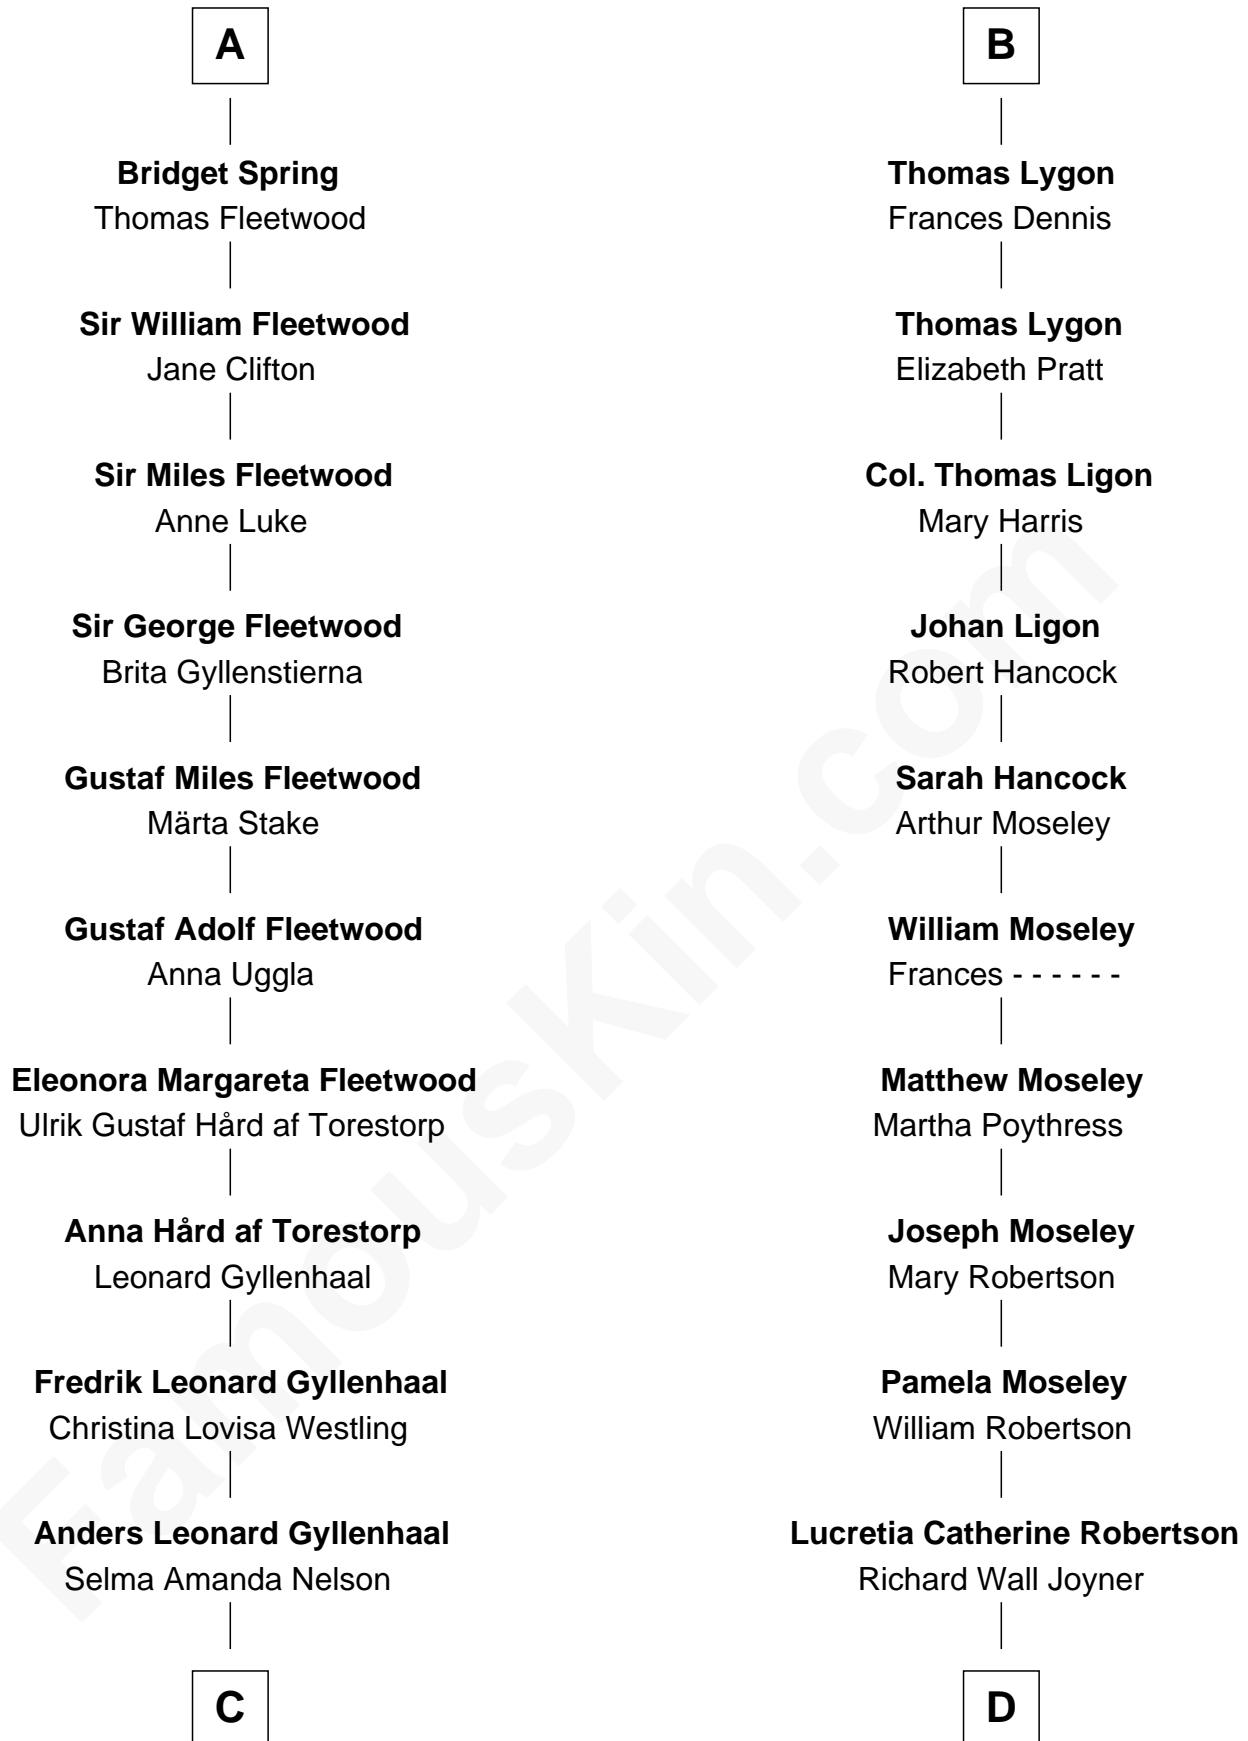 A
Bridget Spring
Thomas Fleetwood
Sir William Fleetwood
Jane Clifton
Sir Miles Fleetwood
Anne Luke
Sir George Fleetwood
Brita Gyllenstierna
Gustaf Miles Fleetwood
Märta Stake
Gustaf Adolf Fleetwood
Anna Uggla
Eleonora Margareta Fleetwood
Ulrik Gustaf Hård af Torestorp
Anna Hård af Torestorp
Leonard Gyllenhaal
Fredrik Leonard Gyllenhaal
Christina Lovisa Westling
Anders Leonard Gyllenhaal
Selma Amanda Nelson
C
B
Thomas Lygon
Frances Dennis
Thomas Lygon
Elizabeth Pratt
Col. Thomas Ligon
Mary Harris
Johan Ligon
Robert Hancock
Sarah Hancock
Arthur Moseley
William Moseley
Frances - - - - - -
Matthew Moseley
Martha Poythress
Joseph Moseley
Mary Robertson
Pamela Moseley
William Robertson
Lucretia Catherine Robertson
Richard Wall Joyner
D
FamousKin.com